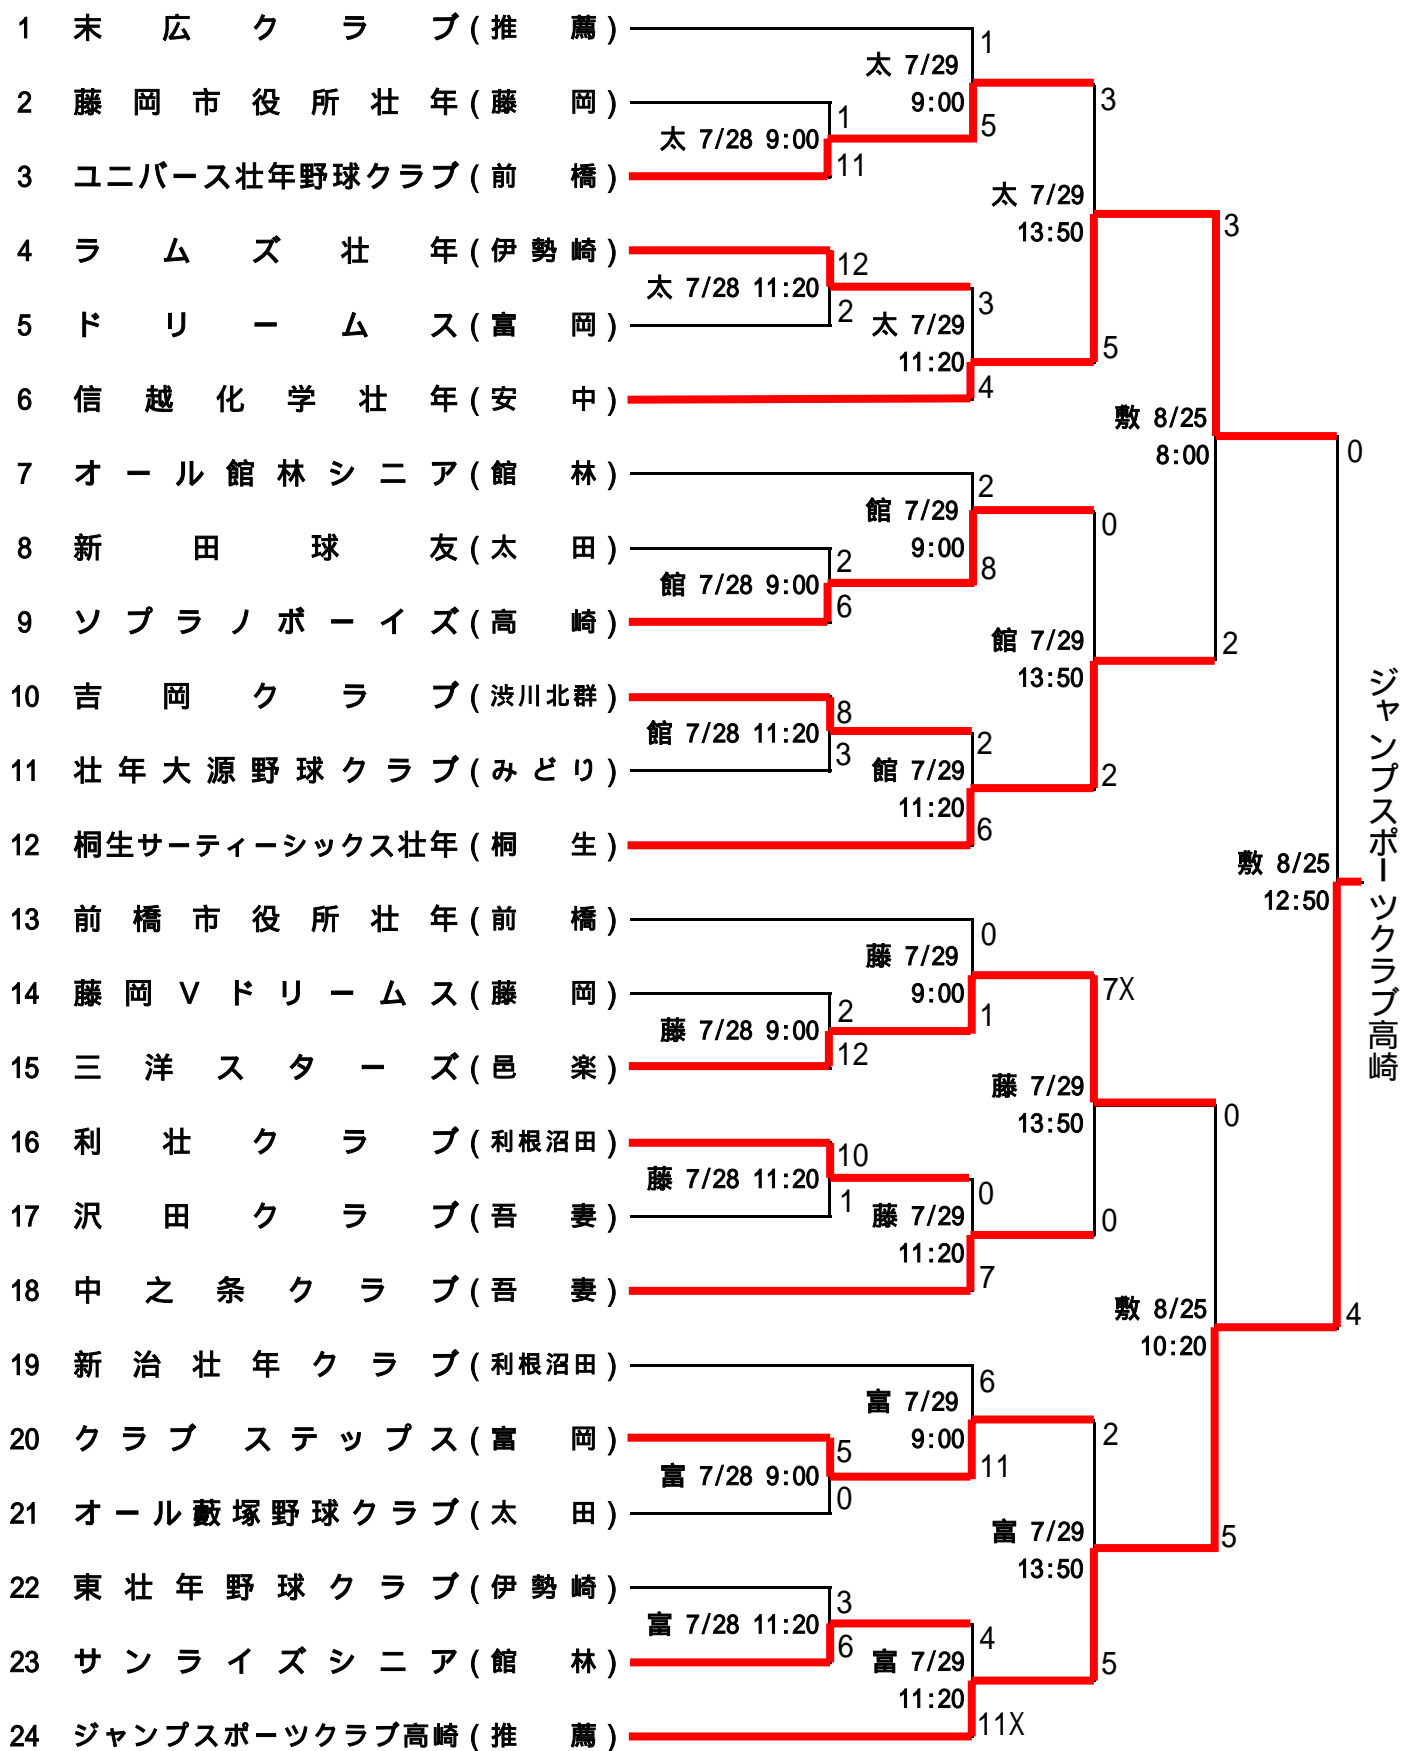 1 末広クラブ(推薦)
1
太 7/29
9:00
3
2 藤岡市役所壮年(藤岡)
1
太 7/28 9:00
5
11
3 ユニバース壮年野球クラブ(前橋)
太 7/29
13:50
3
4 ラムズ壮年(伊勢崎)
12
太 7/28 11:20
3
2
5 ドリームス(富岡)
太 7/29
11:20
5
4
6 信越化学壮年(安中)
敷 8/25
8:00
0
7 オール館林シニア(館林)
2
館 7/29
9:00
0
8 新田球友(太田)
2
館 7/28 9:00
8
6
9 ソプラノボーイズ(高崎)
館 7/29
13:50
2
10 吉岡クラブ(渋川北群)
8
館 7/28 11:20
2
3
11 壮年大源野球クラブ(みどり)
館 7/29
11:20
2
6
12 桐生サーティーシックス壮年(桐生)
敷 8/25
12:50
ジャンプスポーツクラブ高崎
13 前橋市役所壮年(前橋)
0
藤 7/29
9:00
7X
14 藤岡Vドリームス(藤岡)
2
藤 7/28 9:00
1
12
15 三洋スターズ(邑楽)
藤 7/29
13:50
0
16 利壮クラブ(利根沼田)
10
藤 7/28 11:20
0
1
17 沢田クラブ(吾妻)
藤 7/29
11:20
0
7
18 中之条クラブ(吾妻)
敷 8/25
10:20
4
19 新治壮年クラブ(利根沼田)
6
富 7/29
9:00
2
20 クラブ ステップス(富岡)
5
富 7/28 9:00
11
0
21 オール藪塚野球クラブ(太田)
富 7/29
13:50
5
22 東壮年野球クラブ(伊勢崎)
3
富 7/28 11:20
4
6
23 サンライズシニア(館林)
富 7/29
11:20
5
11X
24 ジャンプスポーツクラブ高崎(推薦)